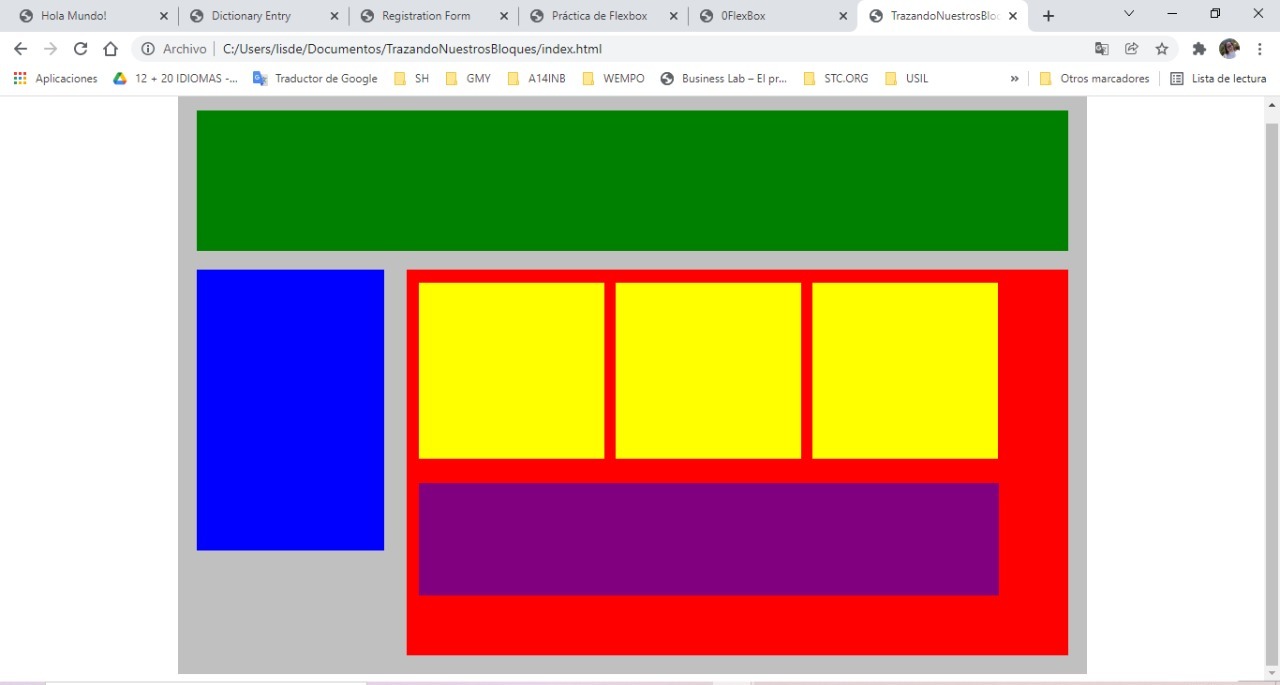 Hola Mundo! Dictionary Entry Registration Form Práctica de Flexbox 0FlexBox TrazandoNuestrosBloc
Archivo C:/Users/lisde/Documentos/TrazandoNuestrosBloques/index.html
Aplicaciones 12 + 20 IDIOMAS -... Traductor de Google SH GMY A14INB WEMPO Business Lab – El pr... STC.ORG USIL » Otros marcadores Lista de lectura